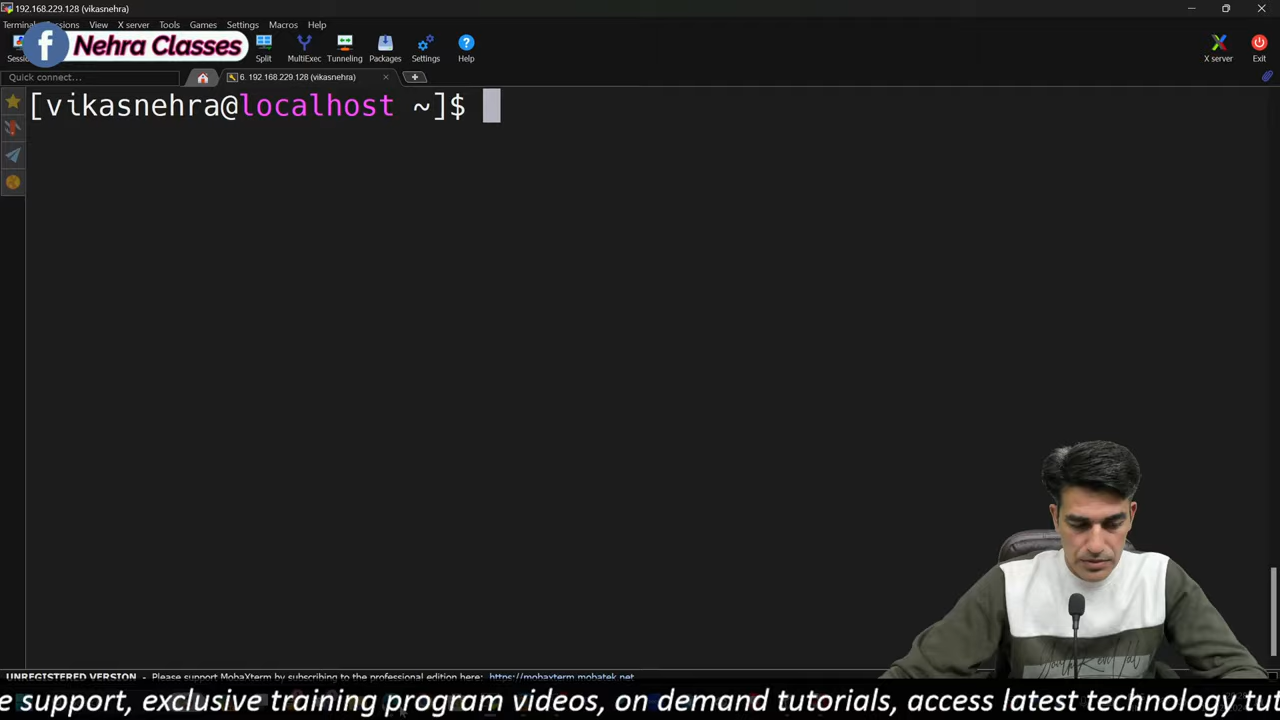 192.168.229.128 (vikasnehra)
Terminal Sessions View X server Tools Games Settings Macros Help
Nehra Classes
Split MultiExec Tunneling Packages Settings Help X server Exit
Quick connect... 6. 192.168.229.128 (vikasnehra)
[vikasnehra@localhost ~]$
UNREGISTERED VERSION - Please support MobaXterm by subscribing to the professional edition here: https://mobaxterm.mobatek.net
e support, exclusive training program videos, on demand tutorials, access latest technology tut